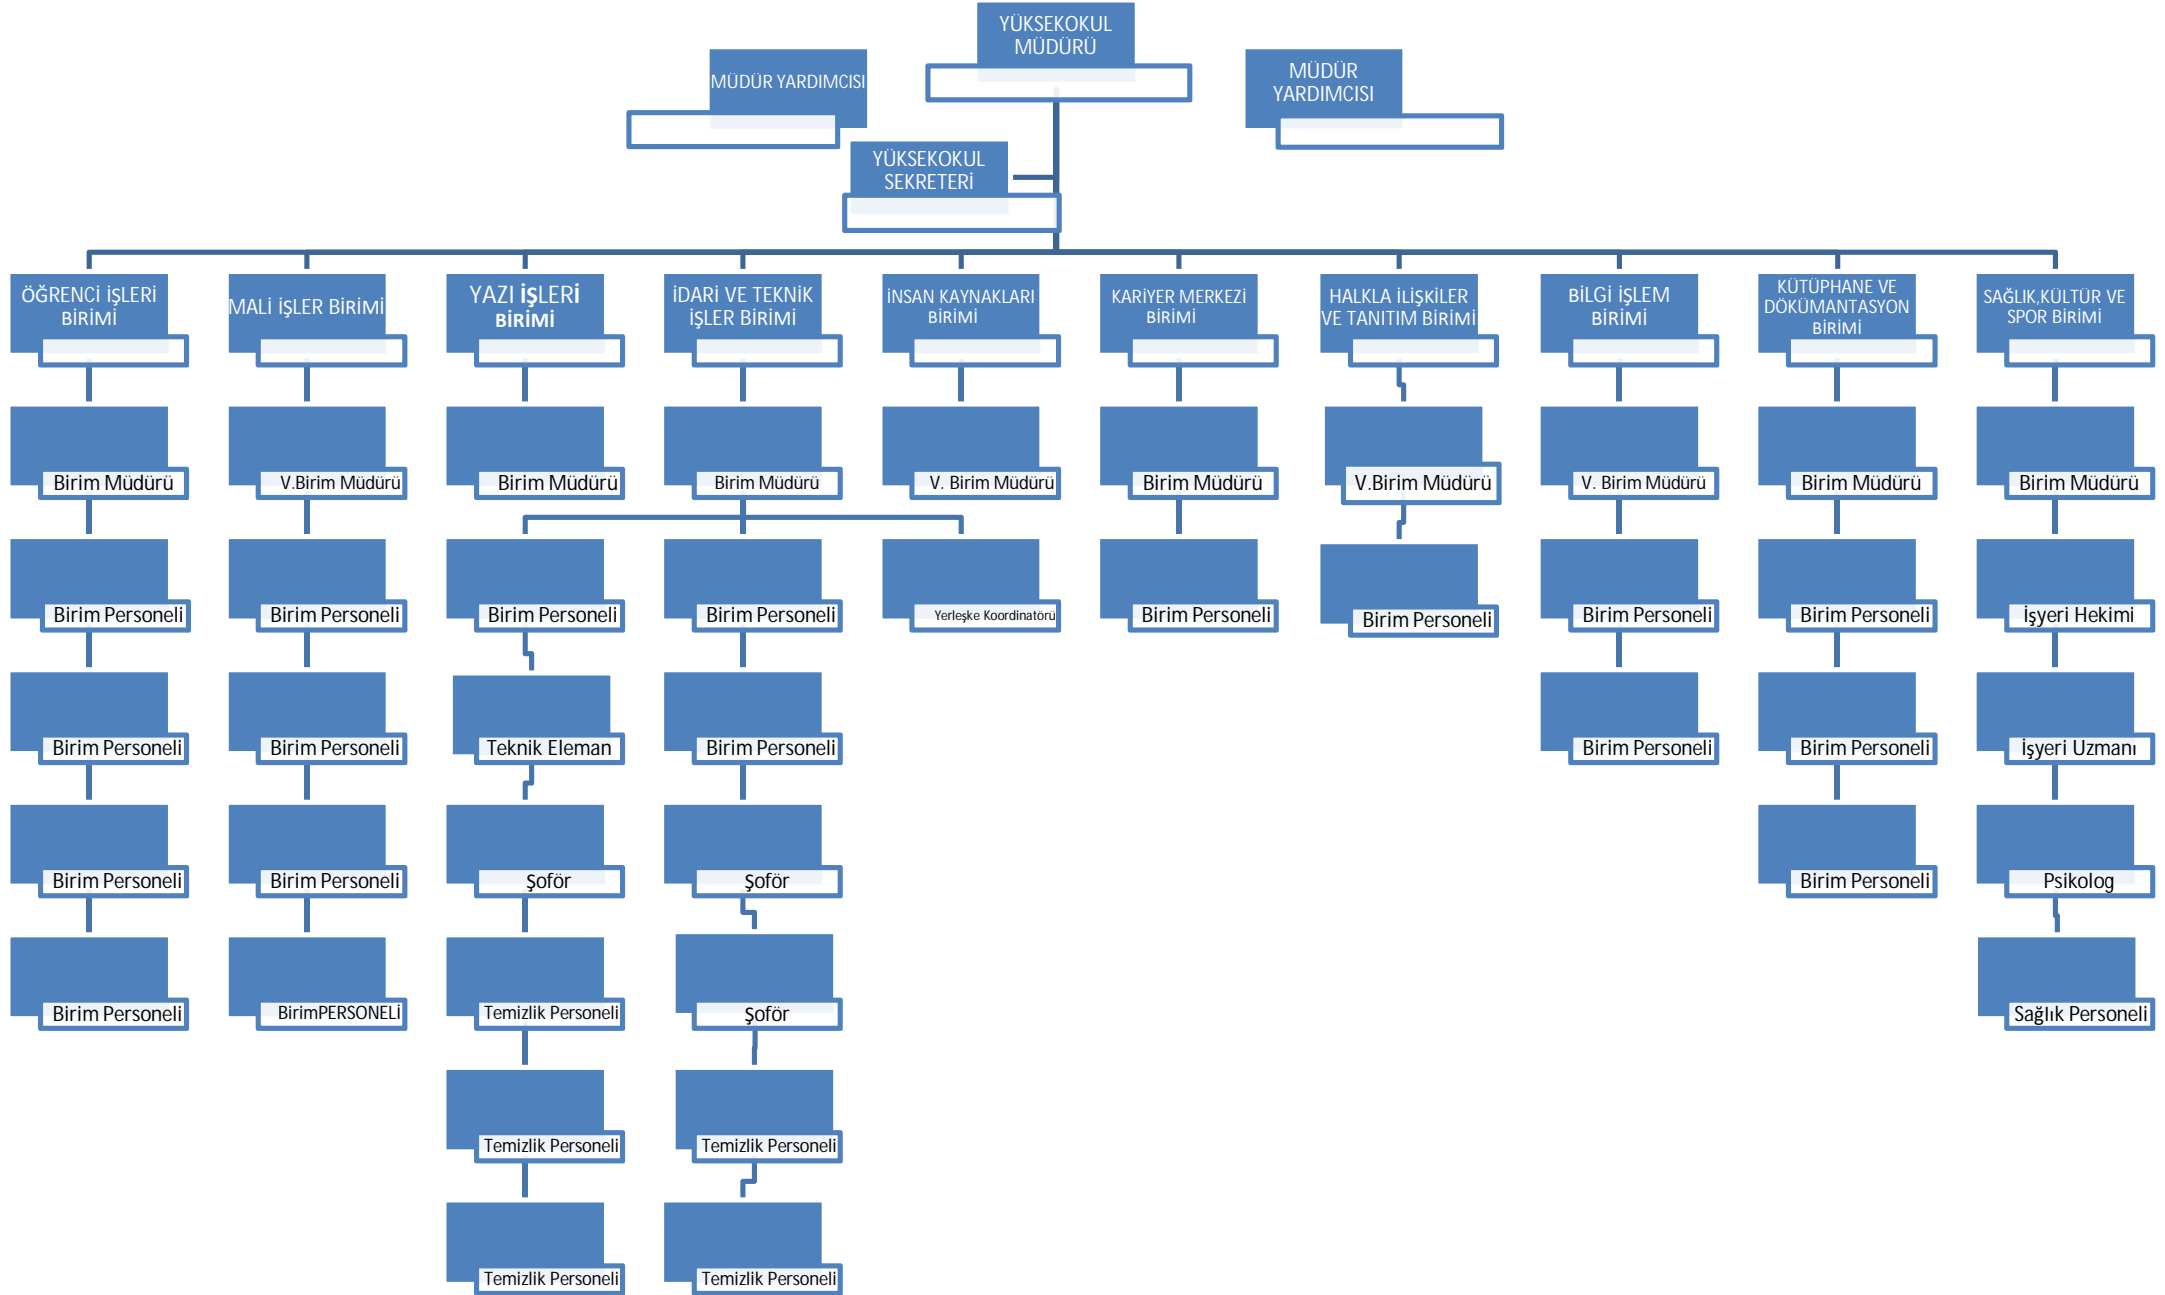 YÜKSEKOKUL
MÜDÜRÜ
MÜDÜR YARDIMCISI
MÜDÜR
YARDIMCISI
YÜKSEKOKUL
SEKRETERİ
ÖĞRENCİ İŞLERİ
BİRİMİ
MALİ İŞLER BİRİMİ
YAZI İŞLERİ
BİRİMİ
İDARİ VE TEKNİK
İŞLER BİRİMİ
İNSAN KAYNAKLARI
BİRİMİ
KARİYER MERKEZİ
BİRİMİ
HALKLA İLİŞKİLER
VE TANITIM BİRİMİ
BİLGİ İŞLEM
BİRİMİ
KÜTÜPHANE VE
DÖKÜMANTASYON
BİRİMİ
SAĞLIK,KÜLTÜR VE
SPOR BİRİMİ
Birim Müdürü
V.Birim Müdürü
Birim Müdürü
Birim Müdürü
V. Birim Müdürü
Birim Müdürü
V.Birim Müdürü
V. Birim Müdürü
Birim Müdürü
Birim Müdürü
Birim Personeli
Birim Personeli
Birim Personeli
Birim Personeli
Yerleşke Koordinatörü
Birim Personeli
Birim Personeli
Birim Personeli
Birim Personeli
İşyeri Hekimi
Birim Personeli
Birim Personeli
Teknik Eleman
Birim Personeli
Birim Personeli
Birim Personeli
İşyeri Uzmanı
Birim Personeli
Birim Personeli
Şoför
Şoför
Birim Personeli
Psikolog
Birim Personeli
BirimPERSONELİ
Temizlik Personeli
Şoför
Sağlık Personeli
Temizlik Personeli
Temizlik Personeli
Temizlik Personeli
Temizlik Personeli